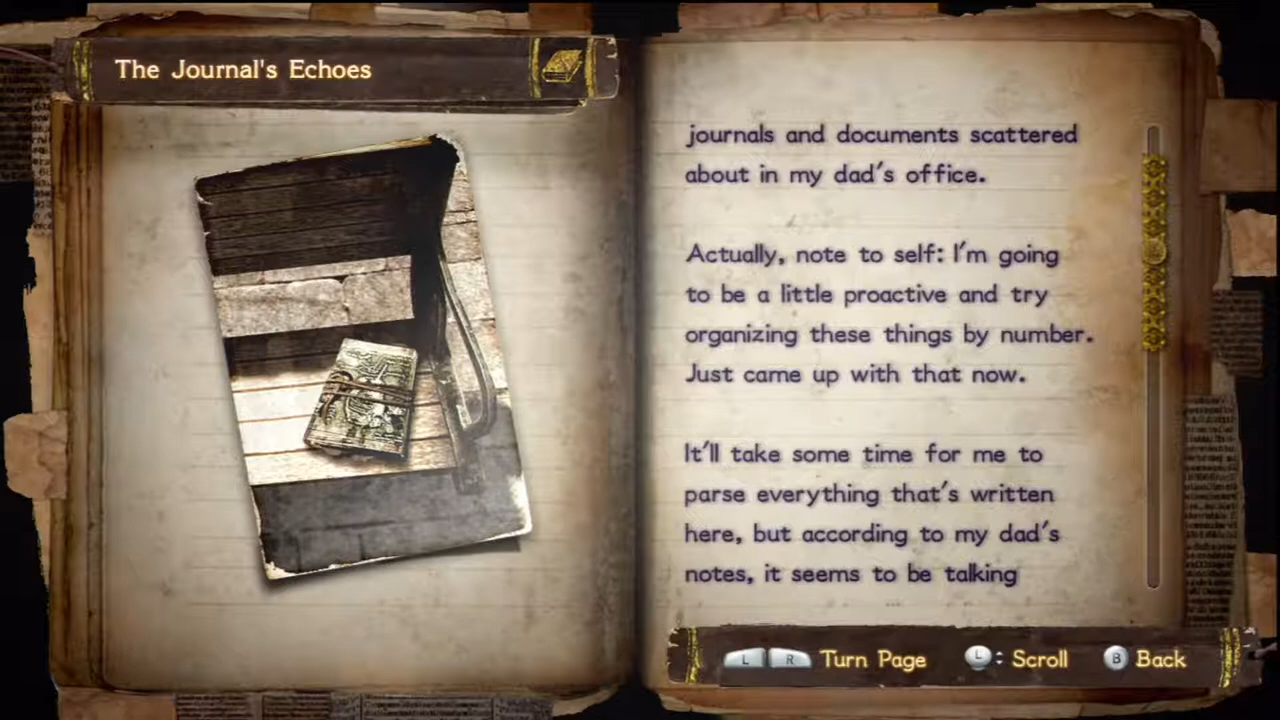 The Journal's Echoes
journals and documents scattered
about in my dad's office.
Actually, note to self: I'm going
to be a little proactive and try
organizing these things by number.
Just came up with that now.
It'll take some time for me to
parse everything that's written
here, but according to my dad's
notes, it seems to be talking
L R Turn Page L : Scroll B Back